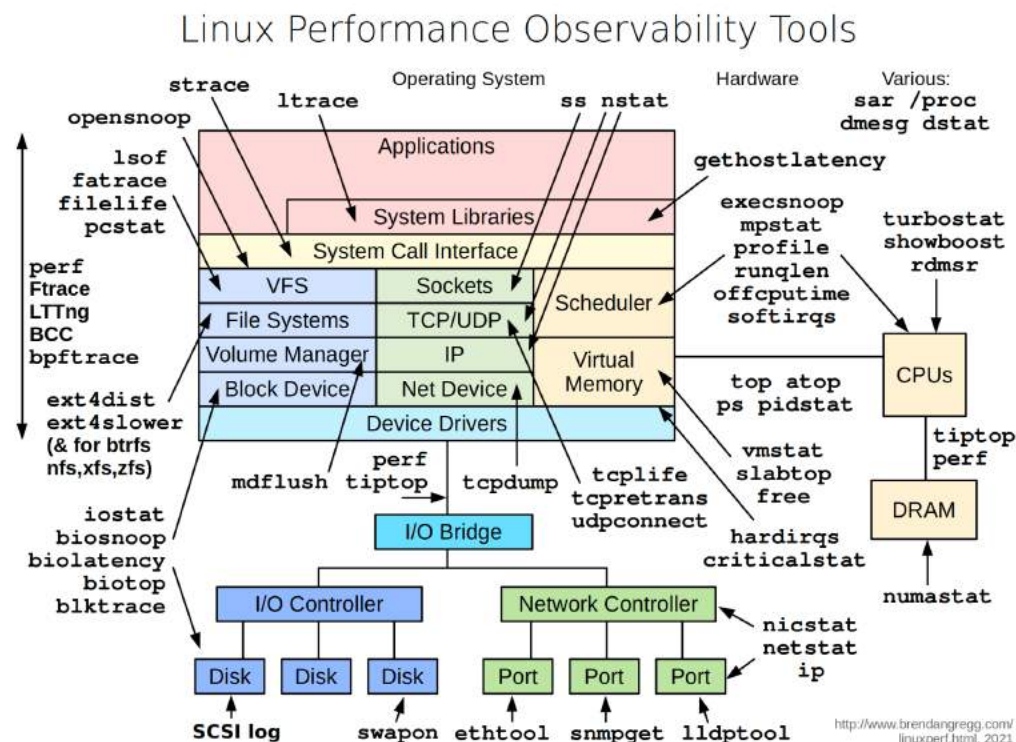 Linux Performance Observability Tools
Operating System
Hardware
Various:
sar /proc
dmesg dstat
strace
ltrace
ss nstat
opensnoop
lsof
fatrace
filelife
pcstat
gethostlatency
Applications
System Libraries
System Call Interface
VFS
Sockets
Scheduler
File Systems
TCP/UDP
Volume Manager
IP
Virtual
Memory
Block Device
Net Device
Device Drivers
perf
Ftrace
LTTng
BCC
bpftrace
execsnoop
mpstat
profile
runqlen
offcputime
softirqs
turbostat
showboost
rdmsr
CPUs
top atop
ps pidstat
ext4dist
ext4slower
(& for btrfs
nfs,xfs,zfs)
mdflush
perf
tiptop
tcpdump
tcplife
tcpretrans
udpconnect
vmstat
slabtop
free
tiptop
perf
DRAM
hardirqs
criticalstat
numastat
iostat
biosnoop
biolatency
biotop
blktrace
I/O Bridge
I/O Controller
Network Controller
nicstat
netstat
ip
Disk
Disk
Disk
Port
Port
Port
SCSI log
swapon
ethtool
snmpget
lldptool
http://www.brendangregg.com/
linuxperf.html, 2021